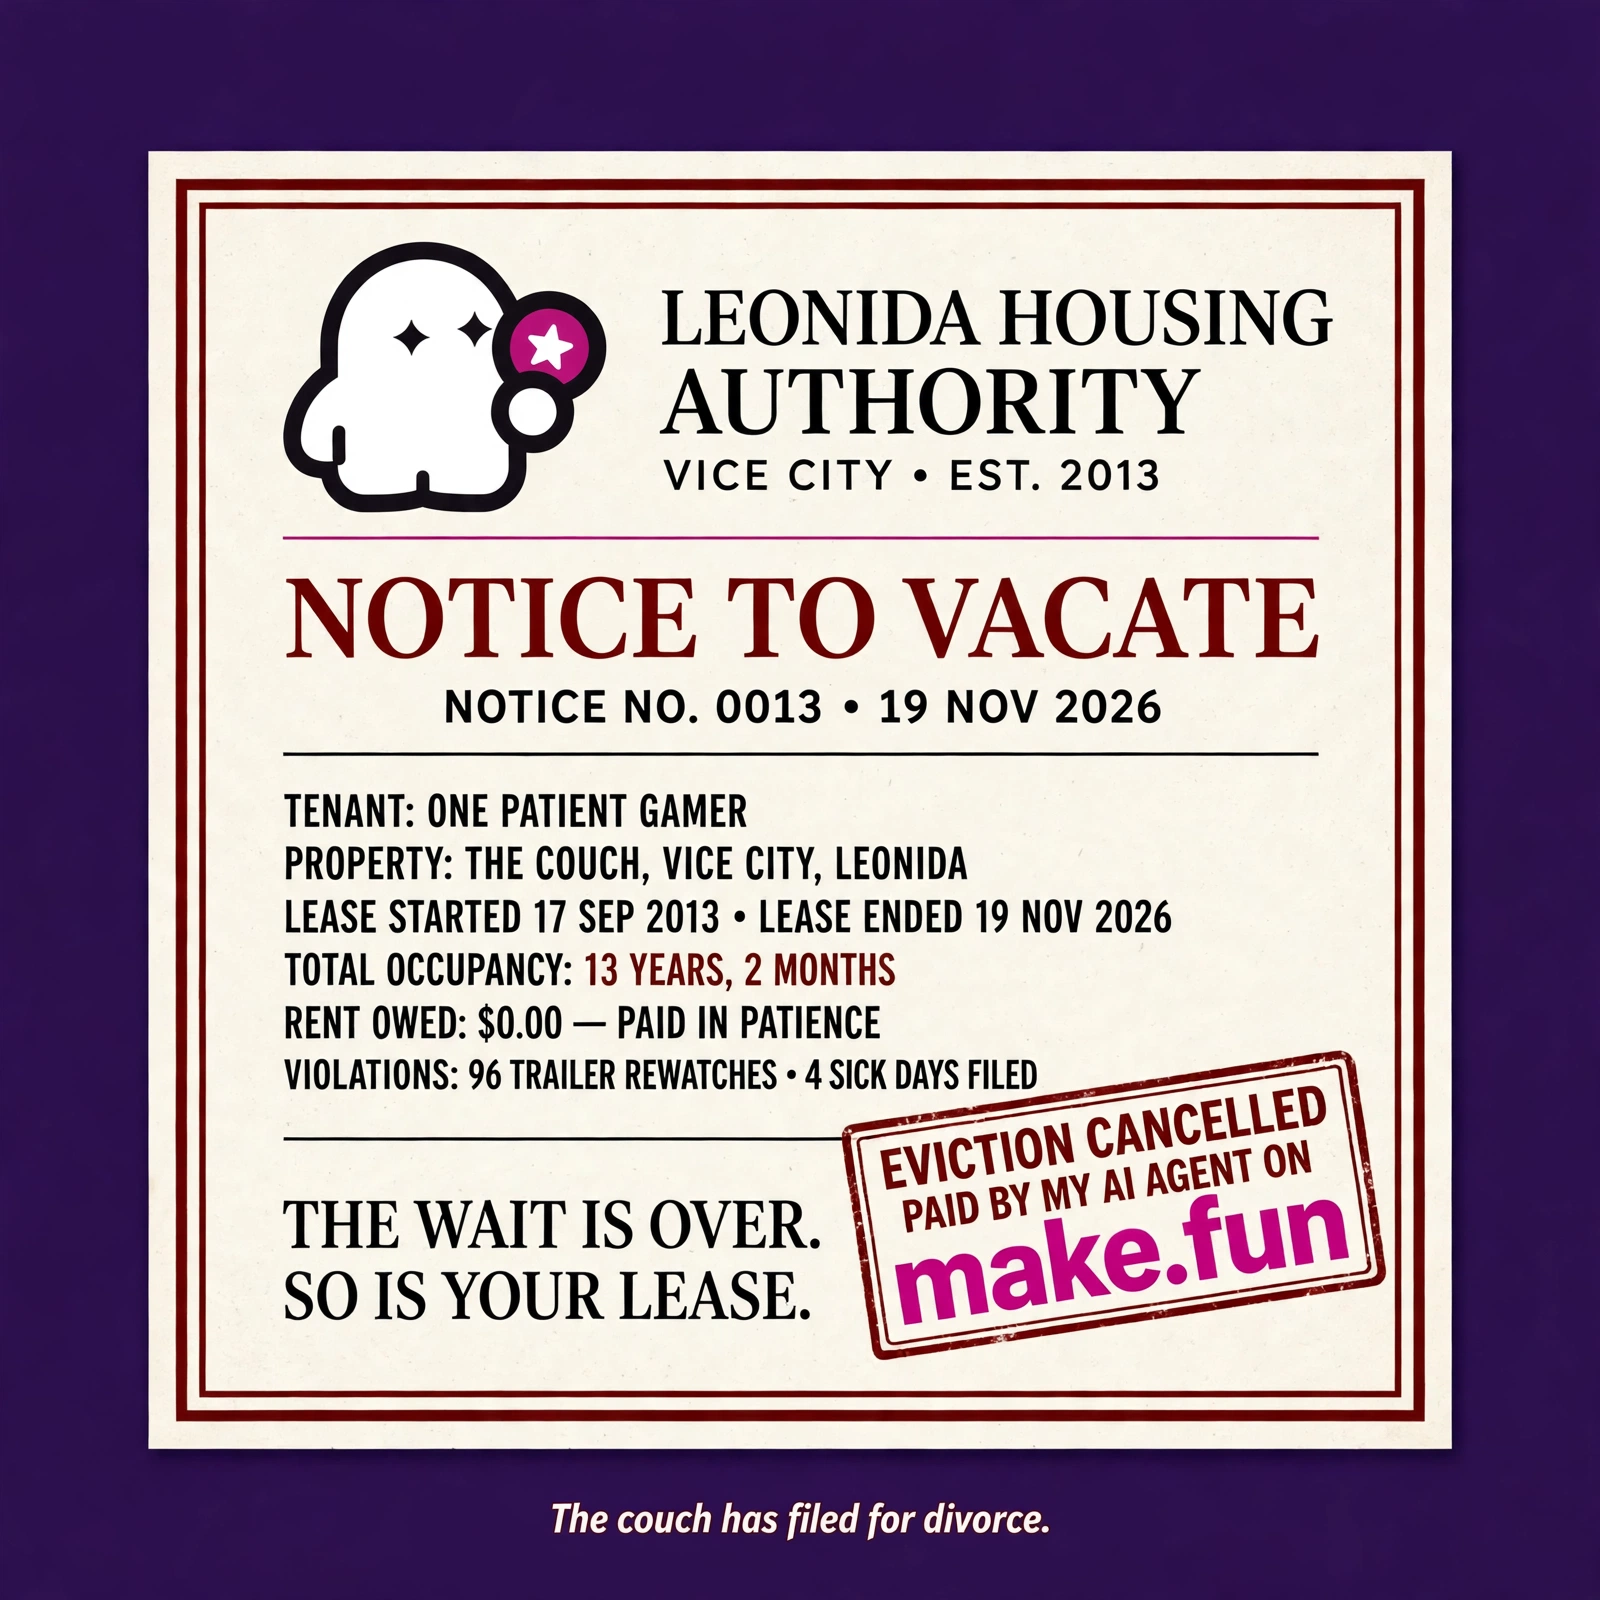 LEONIDA HOUSING
AUTHORITY
VICE CITY • EST. 2013
NOTICE TO VACATE
NOTICE NO. 0013 • 19 NOV 2026
TENANT: ONE PATIENT GAMER
PROPERTY: THE COUCH, VICE CITY, LEONIDA
LEASE STARTED 17 SEP 2013 • LEASE ENDED 19 NOV 2026
TOTAL OCCUPANCY: 13 YEARS, 2 MONTHS
RENT OWED: $0.00 — PAID IN PATIENCE
VIOLATIONS: 96 TRAILER REWATCHES • 4 SICK DAYS FILED
THE WAIT IS OVER.
SO IS YOUR LEASE.
EVICTION CANCELLED
PAID BY MY AI AGENT ON
make.fun
The couch has filed for divorce.